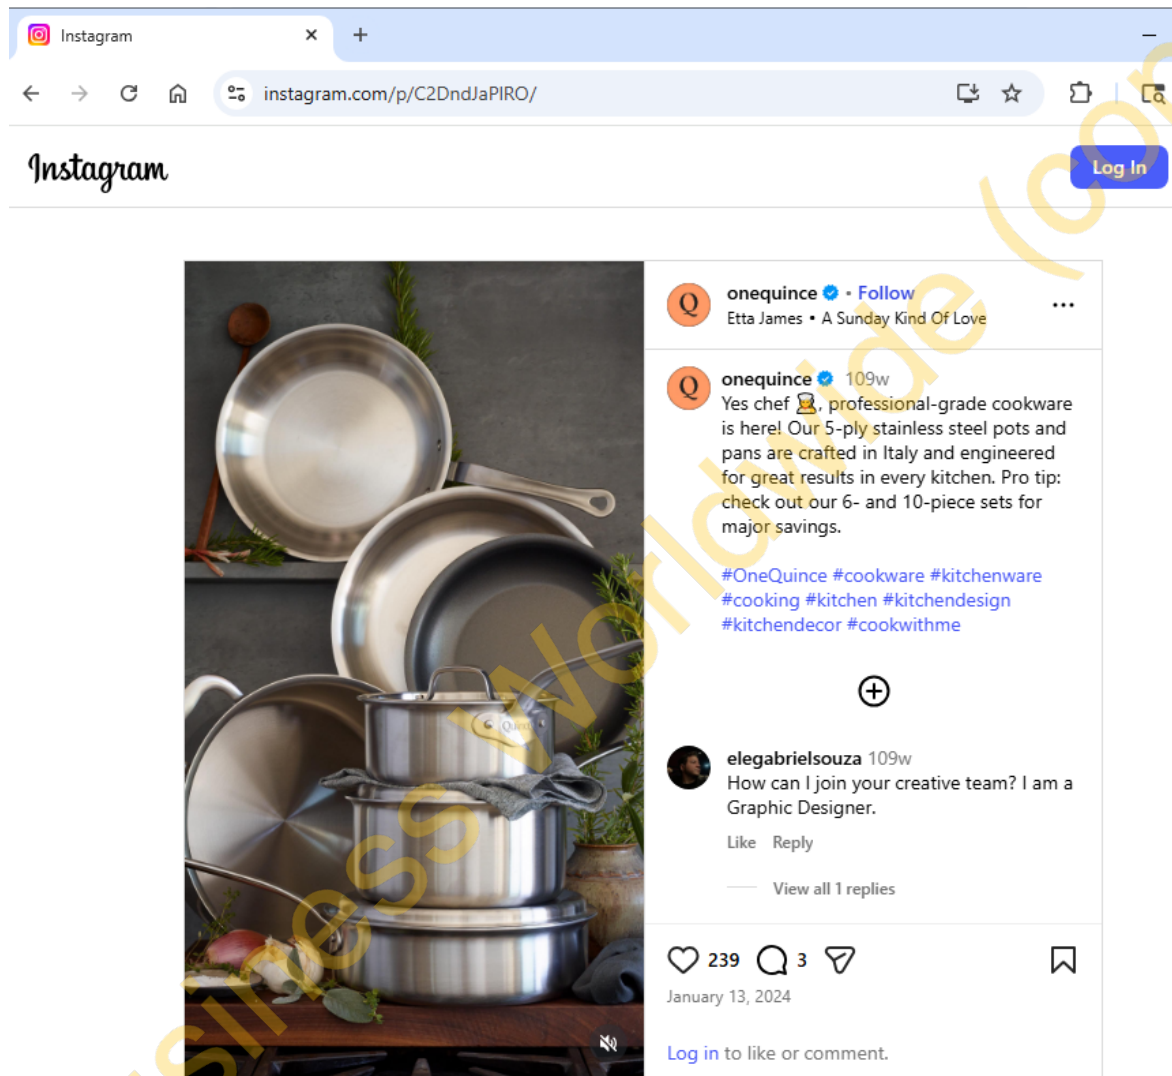 Instagram
instagram.com/p/C2DndJaPIRO/
Instagram
Log In
onequince • Follow
Etta James • A Sunday Kind Of Love
onequince 109w
Yes chef 👩‍🍳, professional-grade cookware
is here! Our 5-ply stainless steel pots and
pans are crafted in Italy and engineered
for great results in every kitchen. Pro tip:
check out our 6- and 10-piece sets for
major savings.
#OneQuince #cookware #kitchenware
#cooking #kitchen #kitchendesign
#kitchendecor #cookwithme
elegabrielsouza 109w
How can I join your creative team? I am a
Graphic Designer.
Like Reply
View all 1 replies
239 3
January 13, 2024
Log in to like or comment.
Q
Q
Quince
siness Worldwide (co